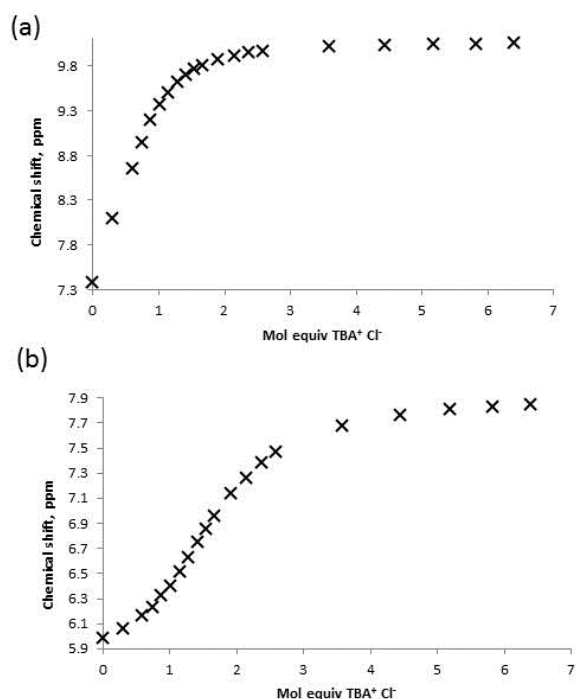 (a)
9.8
9.3
8.8
8.3
7.8
7.3
Chemical shift, ppm
0 1 2 3 4 5 6 7
Mol equiv TBA⁺ Cl⁻
(b)
7.9
7.7
7.5
7.3
7.1
6.9
6.7
6.5
6.3
6.1
5.9
Chemical shift, ppm
0 1 2 3 4 5 6 7
Mol equiv TBA⁺ Cl⁻